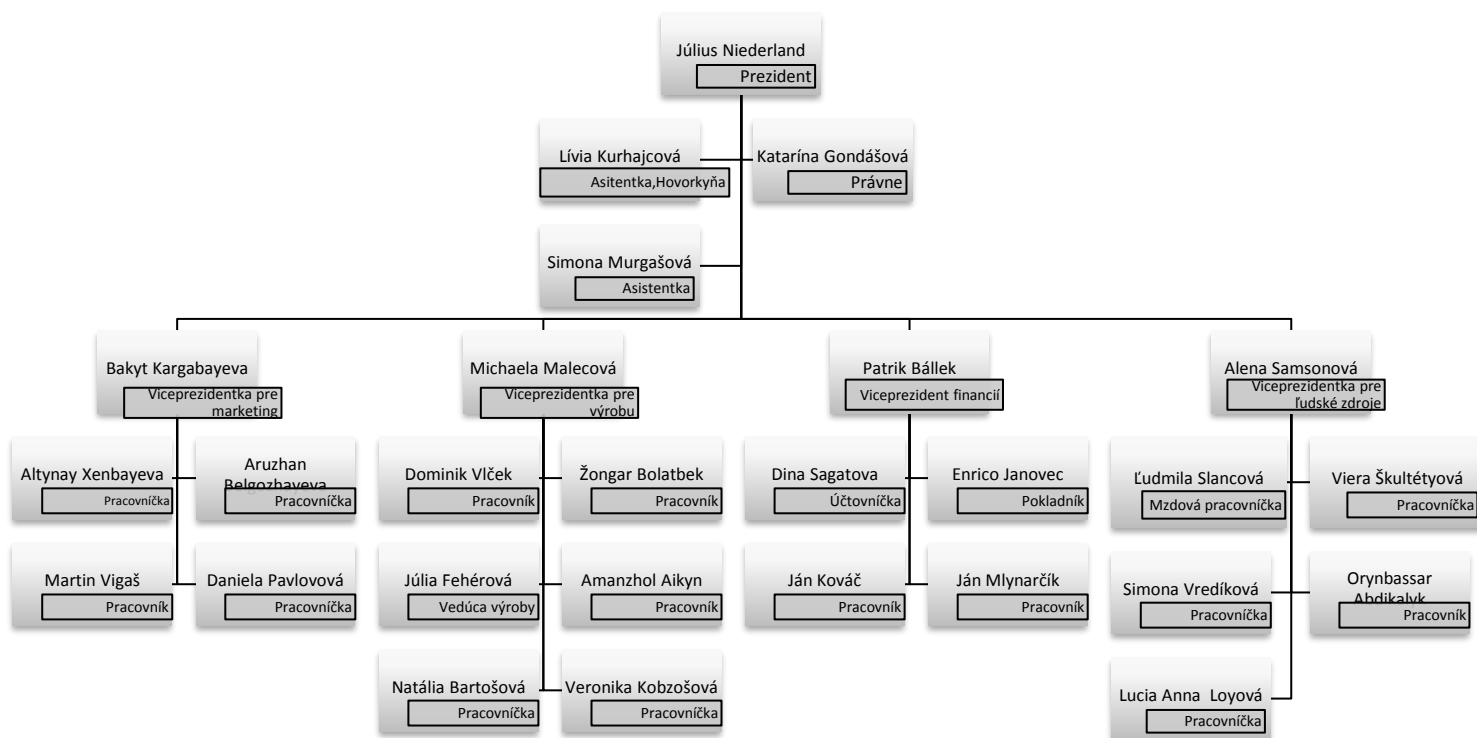 Július Niederland
Prezident
Lívia Kurhajcová
Asitentka,Hovorkyňa
Katarína Gondášová
Právne
Simona Murgašová
Asistentka
Bakyt Kargabayeva
Viceprezidentka pre
marketing
Michaela Malecová
Viceprezidentka pre
výrobu
Patrik Bállek
Viceprezident financií
Alena Samsonová
Viceprezidentka pre
ľudské zdroje
Altynay Xenbayeva
Pracovníčka
Aruzhan
Belgozhayeva
Pracovníčka
Dominik Vlček
Pracovník
Žongar Bolatbek
Pracovník
Dina Sagatova
Účtovníčka
Enrico Janovec
Pokladník
Ľudmila Slancová
Mzdová pracovníčka
Viera Škultétyová
Pracovníčka
Martin Vigaš
Pracovník
Daniela Pavlovová
Pracovníčka
Júlia Fehérová
Vedúca výroby
Amanzhol Aikyn
Pracovník
Ján Kováč
Pracovník
Ján Mlynarčík
Pracovník
Simona Vredíková
Pracovníčka
Orynbassar
Abdikalyk
Pracovník
Natália Bartošová
Pracovníčka
Veronika Kobzošová
Pracovníčka
Lucia Anna  Loyová
Pracovníčka